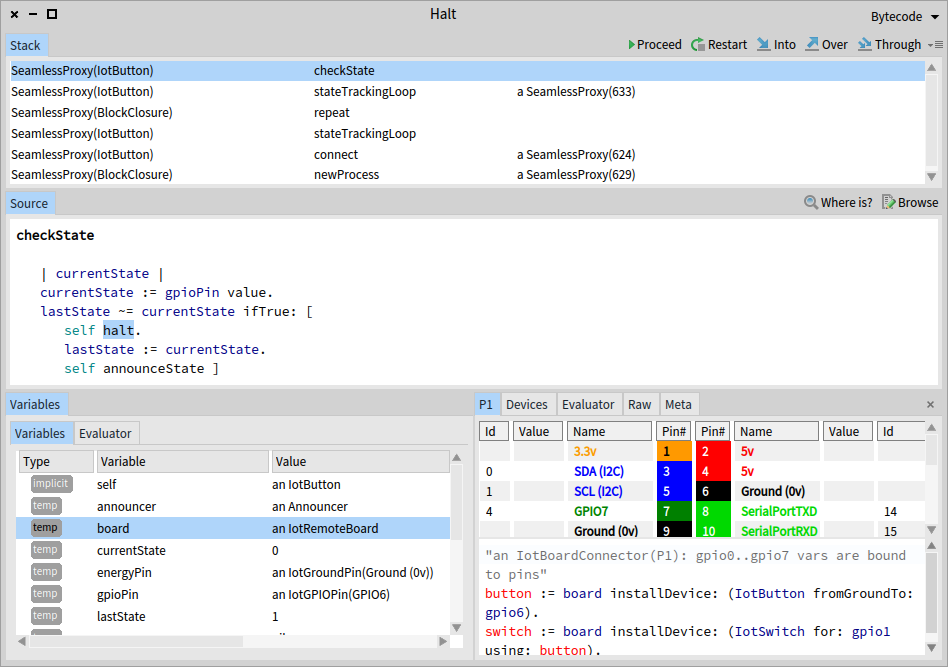 Halt
Bytecode
Stack
Proceed Restart Into Over Through
SeamlessProxy(IotButton) checkState
SeamlessProxy(IotButton) stateTrackingLoop a SeamlessProxy(633)
SeamlessProxy(BlockClosure) repeat
SeamlessProxy(IotButton) stateTrackingLoop
SeamlessProxy(IotButton) connect a SeamlessProxy(624)
SeamlessProxy(BlockClosure) newProcess a SeamlessProxy(629)
Source
Where is? Browse
checkState
| currentState |
currentState := gpioPin value.
lastState ~= currentState ifTrue: [
self halt.
lastState := currentState.
self announceState ]
Variables
Variables Evaluator
Type Variable Value
implicit self an IotButton
temp announcer an Announcer
temp board an IotRemoteBoard
temp currentState 0
temp energyPin an IotGroundPin(Ground (0v))
temp gpioPin an IotGPIOPin(GPIO6)
temp lastState 1
P1 Devices Evaluator Raw Meta
Id Value Name Pin# Pin# Name Value Id
3.3v 1 2 5v
0 SDA (I2C) 3 4 5v
1 SCL (I2C) 5 6 Ground (0v)
4 GPIO7 7 8 SerialPortTXD 14
Ground (0v) 9 10 SerialPortRXD 15
"an IotBoardConnector(P1): gpio0..gpio7 vars are bound
to pins"
button := board installDevice: (IotButton fromGroundTo:
gpio6).
switch := board installDevice: (IotSwitch for: gpio1
using: button).